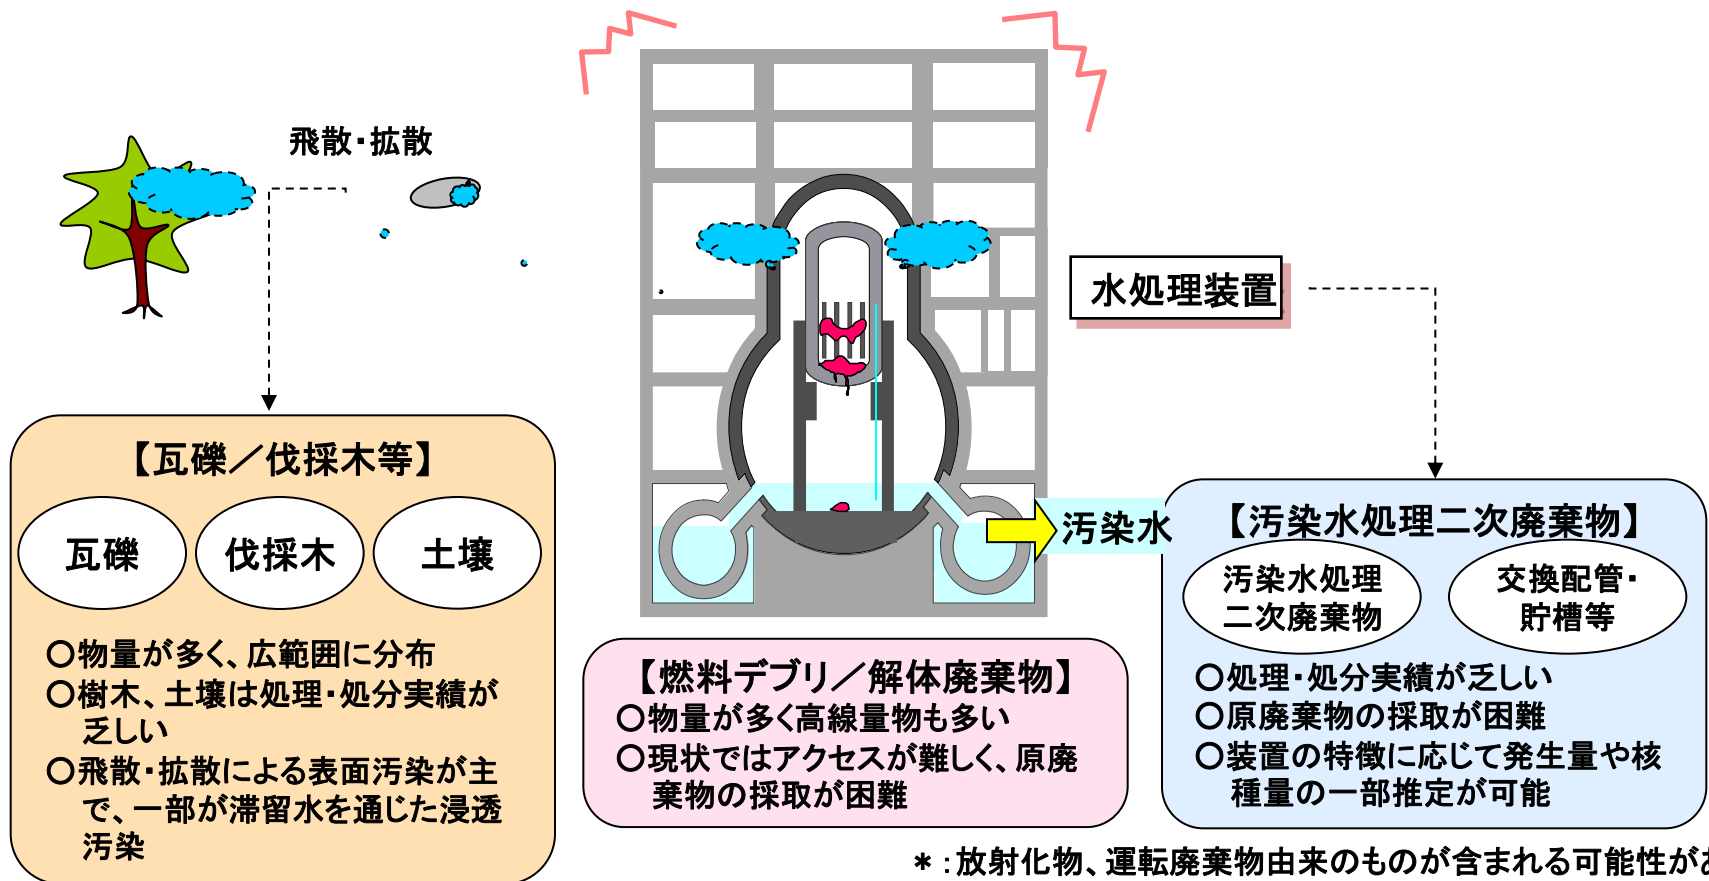 飛散・拡散
水処理装置
【瓦礫／伐採木等】
瓦礫
伐採木
土壌
○物量が多く、広範囲に分布
○樹木、土壌は処理・処分実績が
乏しい
○飛散・拡散による表面汚染が主
で、一部が滞留水を通じた浸透
汚染
汚染水
【燃料デブリ／解体廃棄物】
○物量が多く高線量物も多い
○現状ではアクセスが難しく、原廃
棄物の採取が困難
【汚染水処理二次廃棄物】
汚染水処理
二次廃棄物
交換配管・
貯槽等
○処理・処分実績が乏しい
○原廃棄物の採取が困難
○装置の特徴に応じて発生量や核
種量の一部推定が可能
＊：放射化物、運転廃棄物由来のものが含まれる可能性が